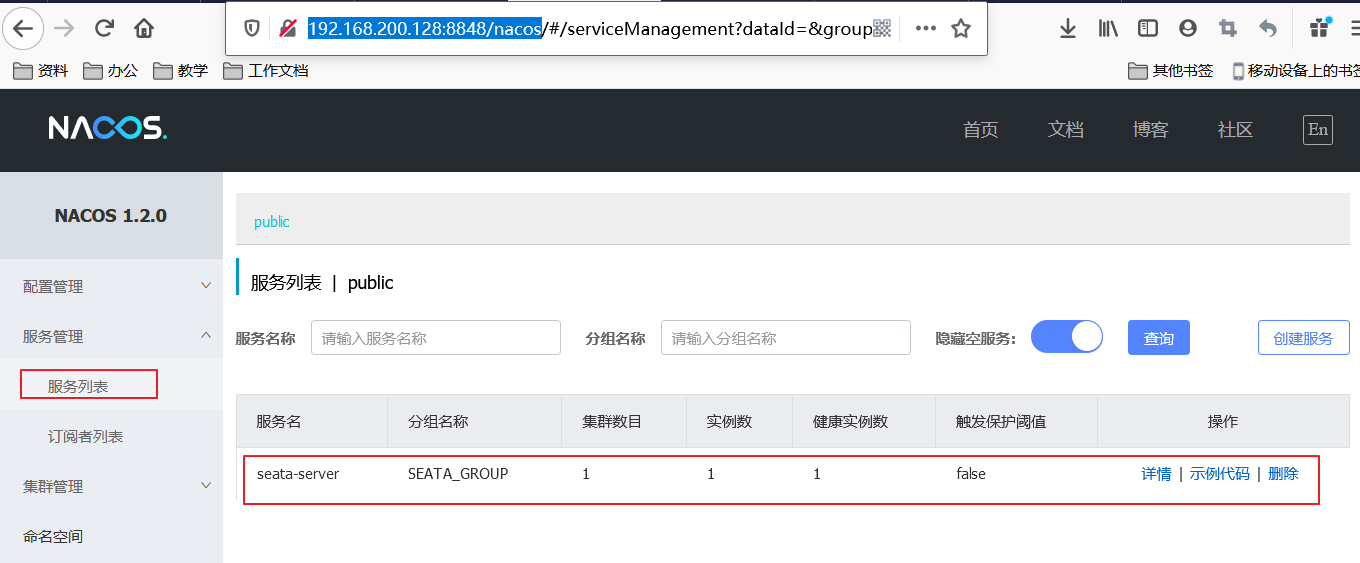 192.168.200.128:8848/nacos/#/serviceManagement?dataId=&group
资料 办公 教学 工作文档 其他书签 移动设备上的书签
NACOS. 首页 文档 博客 社区 En
NACOS 1.2.0
配置管理
服务管理
服务列表
订阅者列表
集群管理
命名空间
public
服务列表 | public
服务名称 请输入服务名称 分组名称 请输入分组名称 隐藏空服务: 查询 创建服务
服务名 分组名称 集群数目 实例数 健康实例数 触发保护阈值 操作
seata-server SEATA_GROUP 1 1 1 false 详情 | 示例代码 | 删除